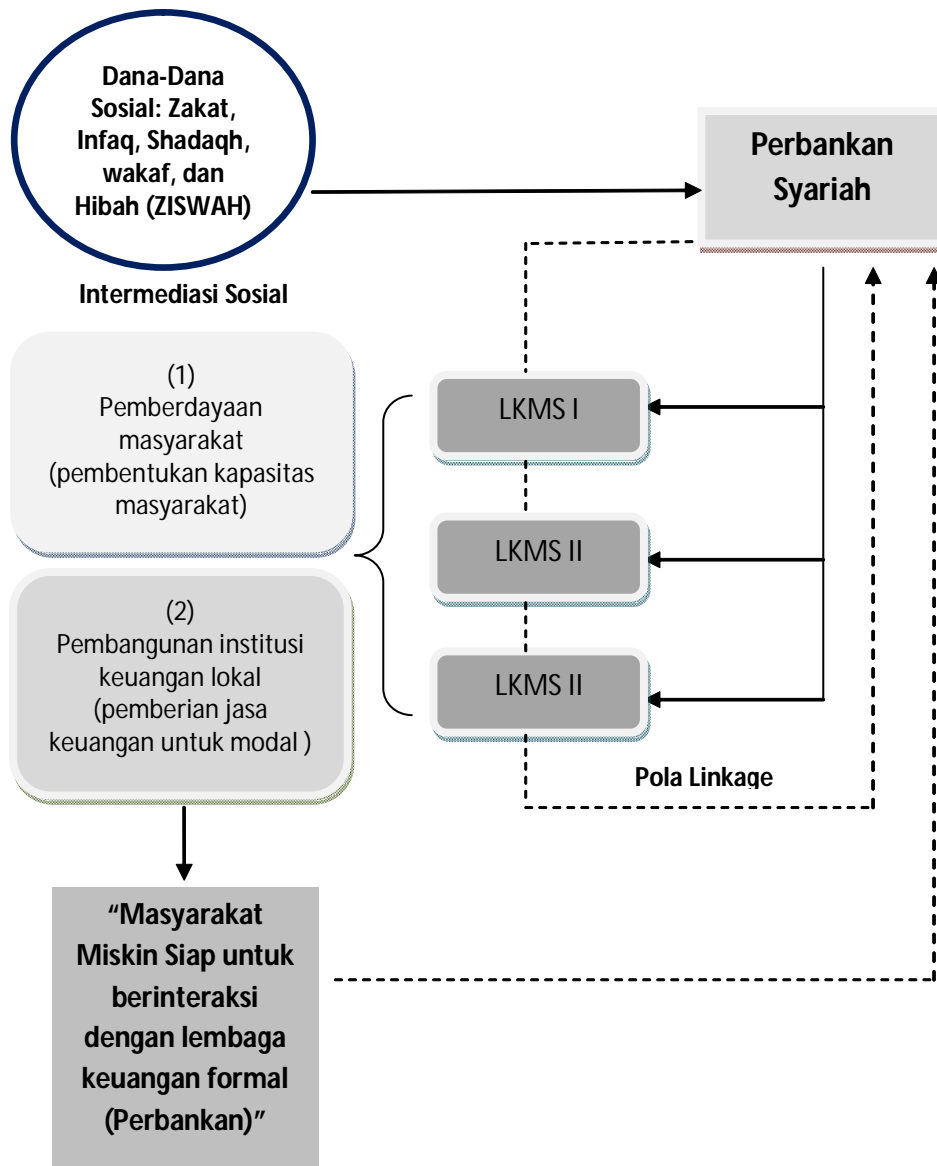 Dana-Dana
Sosial: Zakat,
Infaq, Shadaqh,
wakaf, dan
Hibah (ZISWAH)
Perbankan
Syariah
Intermediasi Sosial
(1)
Pemberdayaan
masyarakat
(pembentukan kapasitas
masyarakat)
LKMS I
LKMS II
LKMS II
(2)
Pembangunan institusi
keuangan lokal
(pemberian jasa
keuangan untuk modal )
Pola Linkage
“Masyarakat
Miskin Siap untuk
berinteraksi
dengan lembaga
keuangan formal
(Perbankan)”